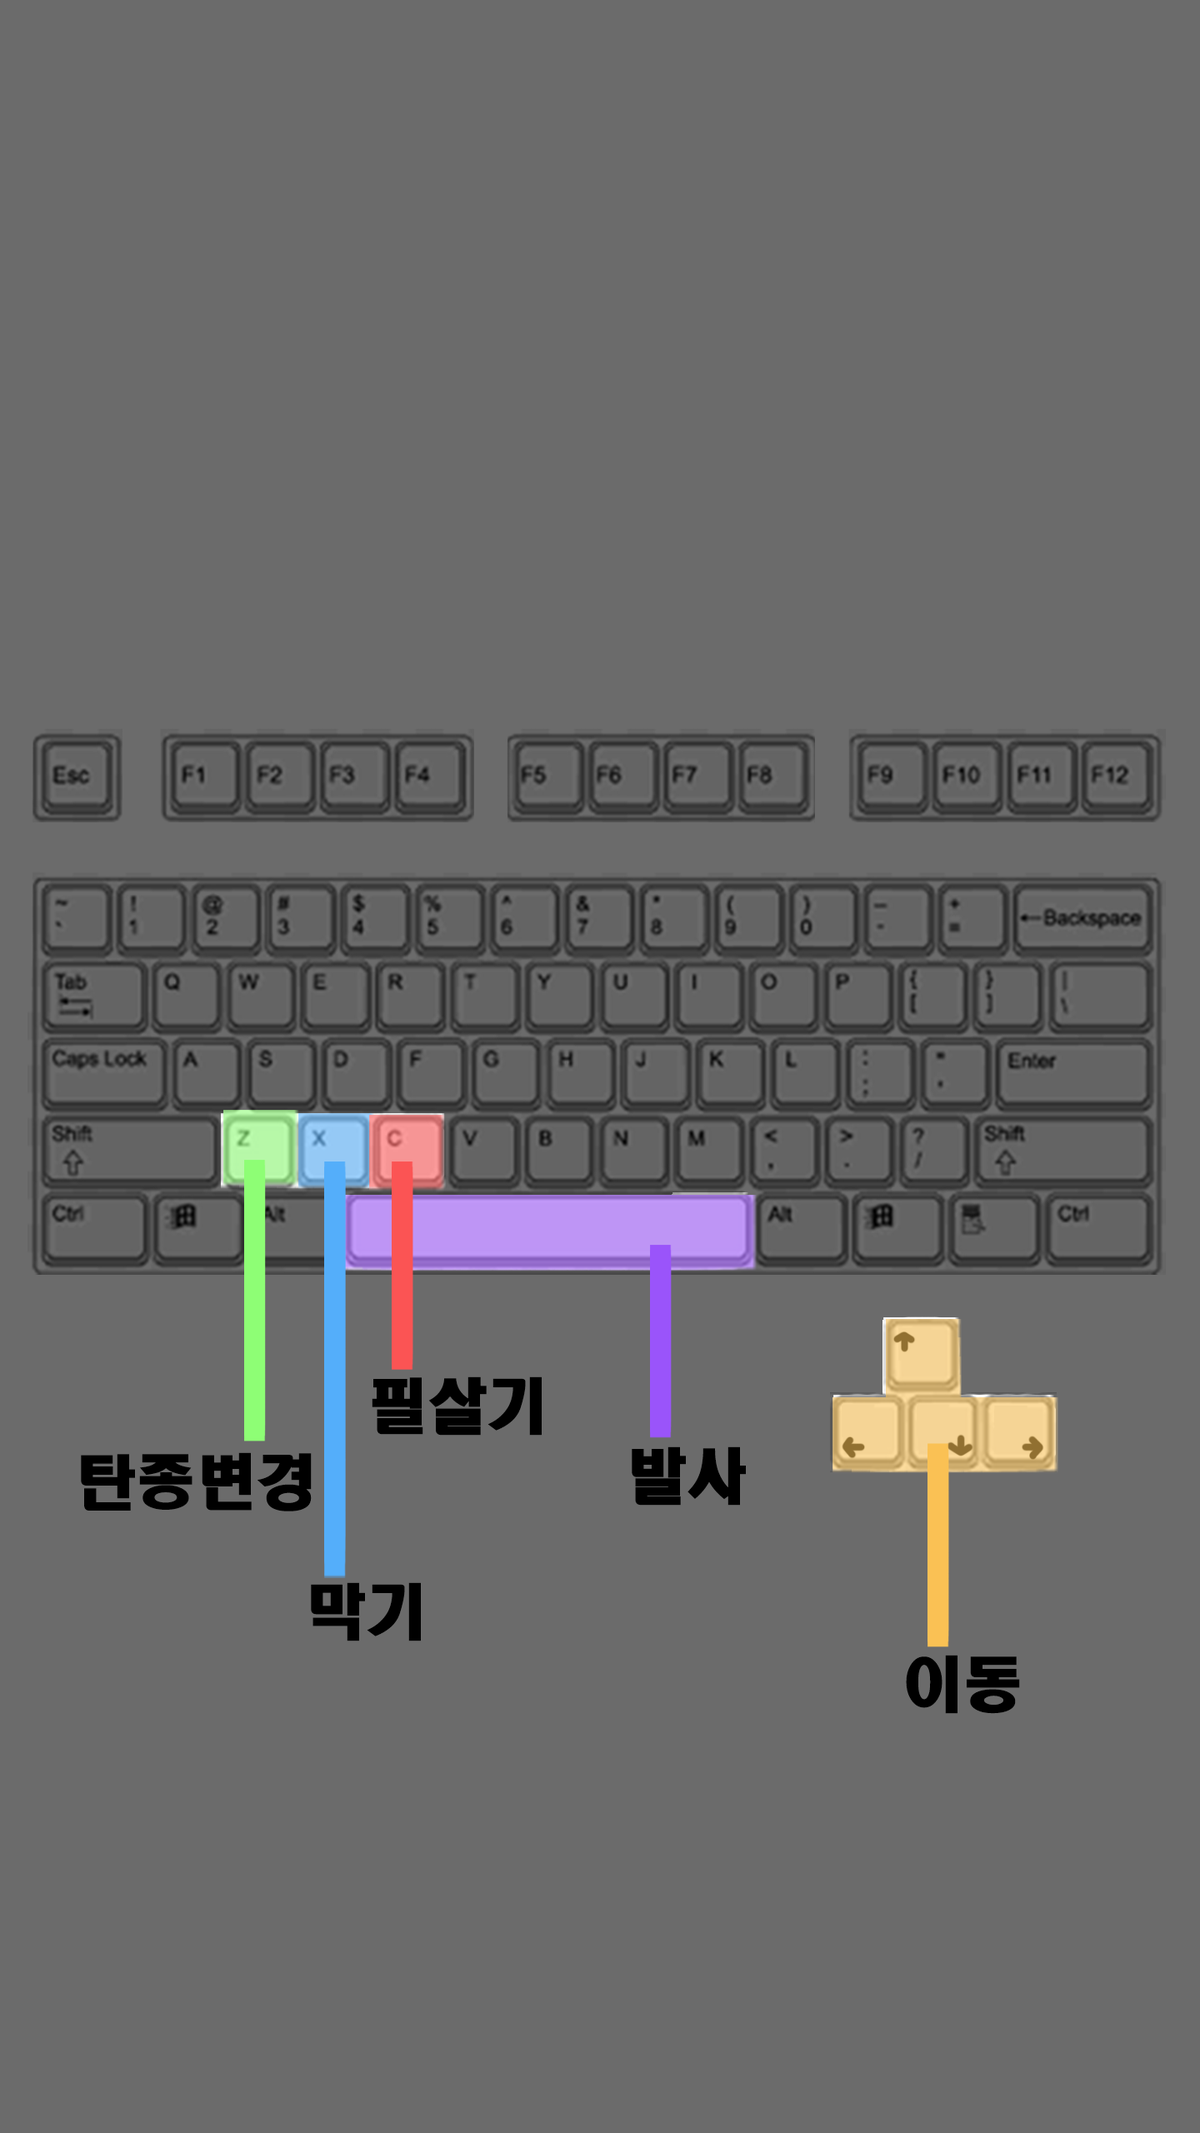 Esc F1 F2 F3 F4 F5 F6 F7 F8 F9 F10 F11 F12
~ ! @ # $ % ^ & * ( ) – +
` 1 2 3 4 5 6 7 8 9 0 - = ←Backspace
Tab Q W E R T Y U I O P { } |
[ ] \
Caps Lock A S D F G H J K L : " Enter
; '
Shift Z X C V B N M < > ? Shift
, . /
Ctrl Alt Alt Ctrl
필살기
탄종변경
발사
막기
이동